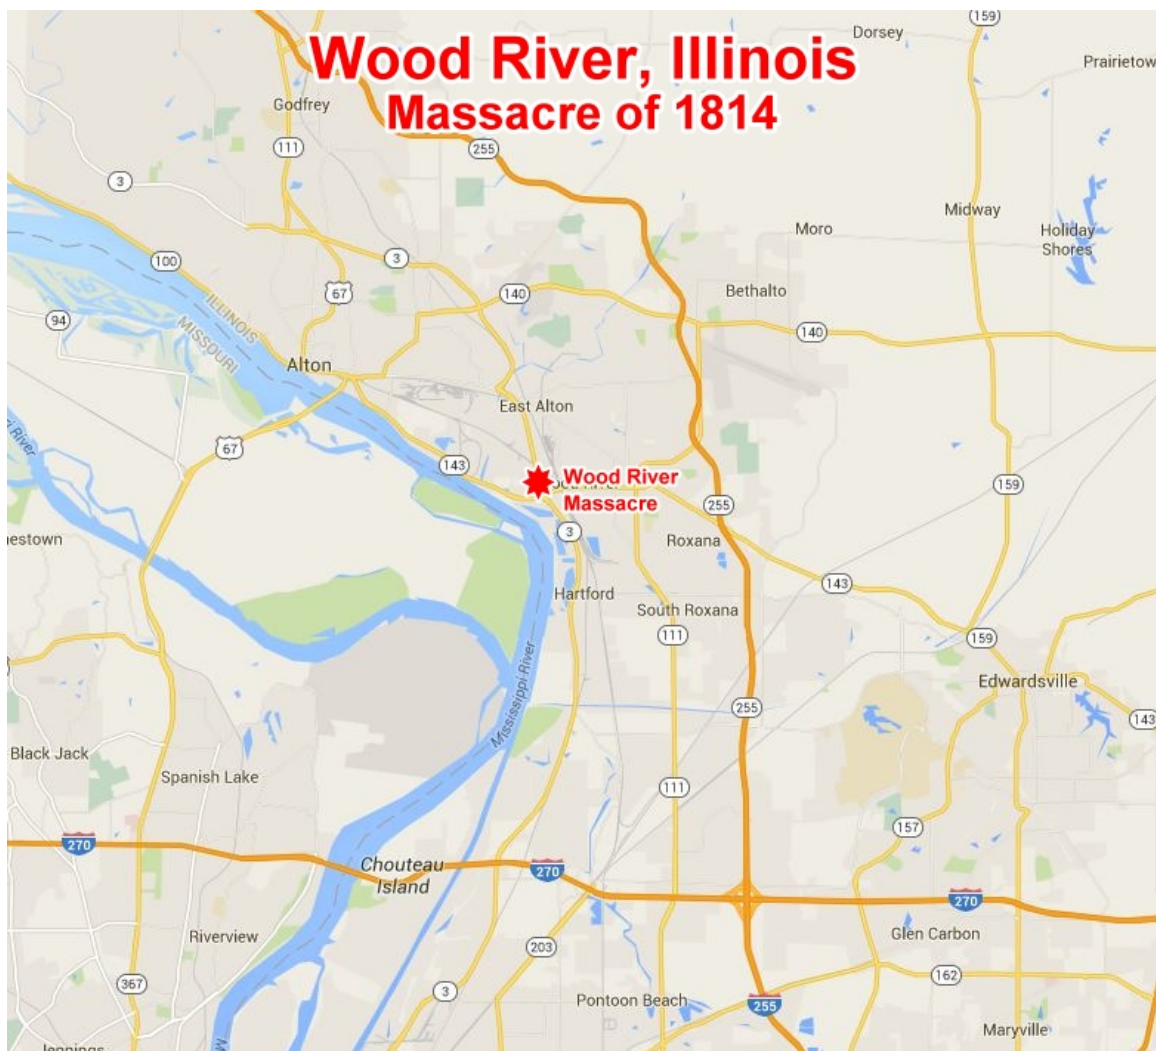 Wood River, Illinois
Massacre of 1814
159
Dorsey
Prairietow
Godfrey
111
255
3
Midway
Moro
Holiday
Shores
100
3
67
140
Bethalto
ILLINOIS
MISSOURI
94
140
Alton
East Alton
67
143
Wood River
Massacre
159
255
3
Roxana
nestown
143
Hartford
South Roxana
111
159
Edwardsville
Mississippi River
255
143
Black Jack
Spanish Lake
111
157
270
Chouteau
Island
270
270
Riverview
203
Glen Carbon
367
162
3
Pontoon Beach
255
Maryville
Jennings